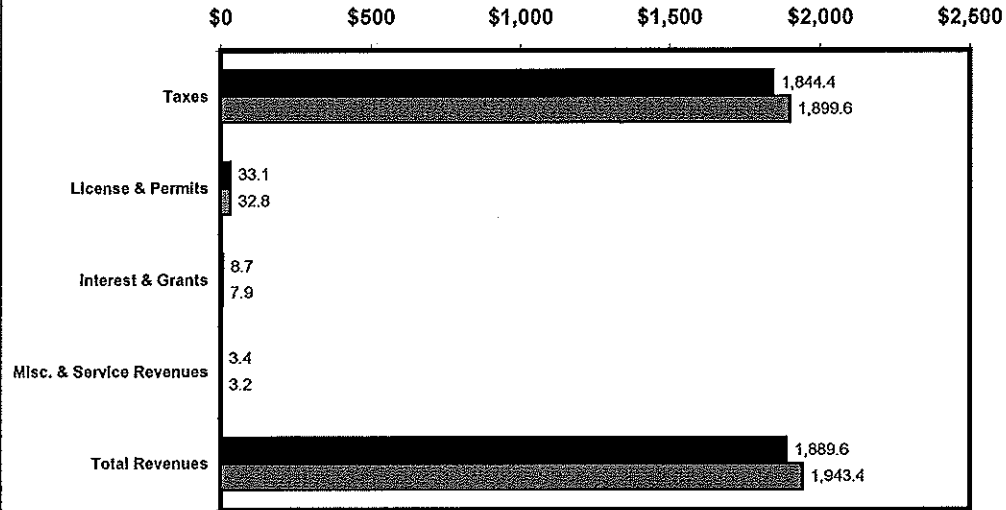 $0 $500 $1,000 $1,500 $2,000 $2,500
Taxes
1,844.4
1,899.6
License & Permits
33.1
32.8
Interest & Grants
8.7
7.9
Misc. & Service Revenues
3.4
3.2
Total Revenues
1,889.6
1,943.4